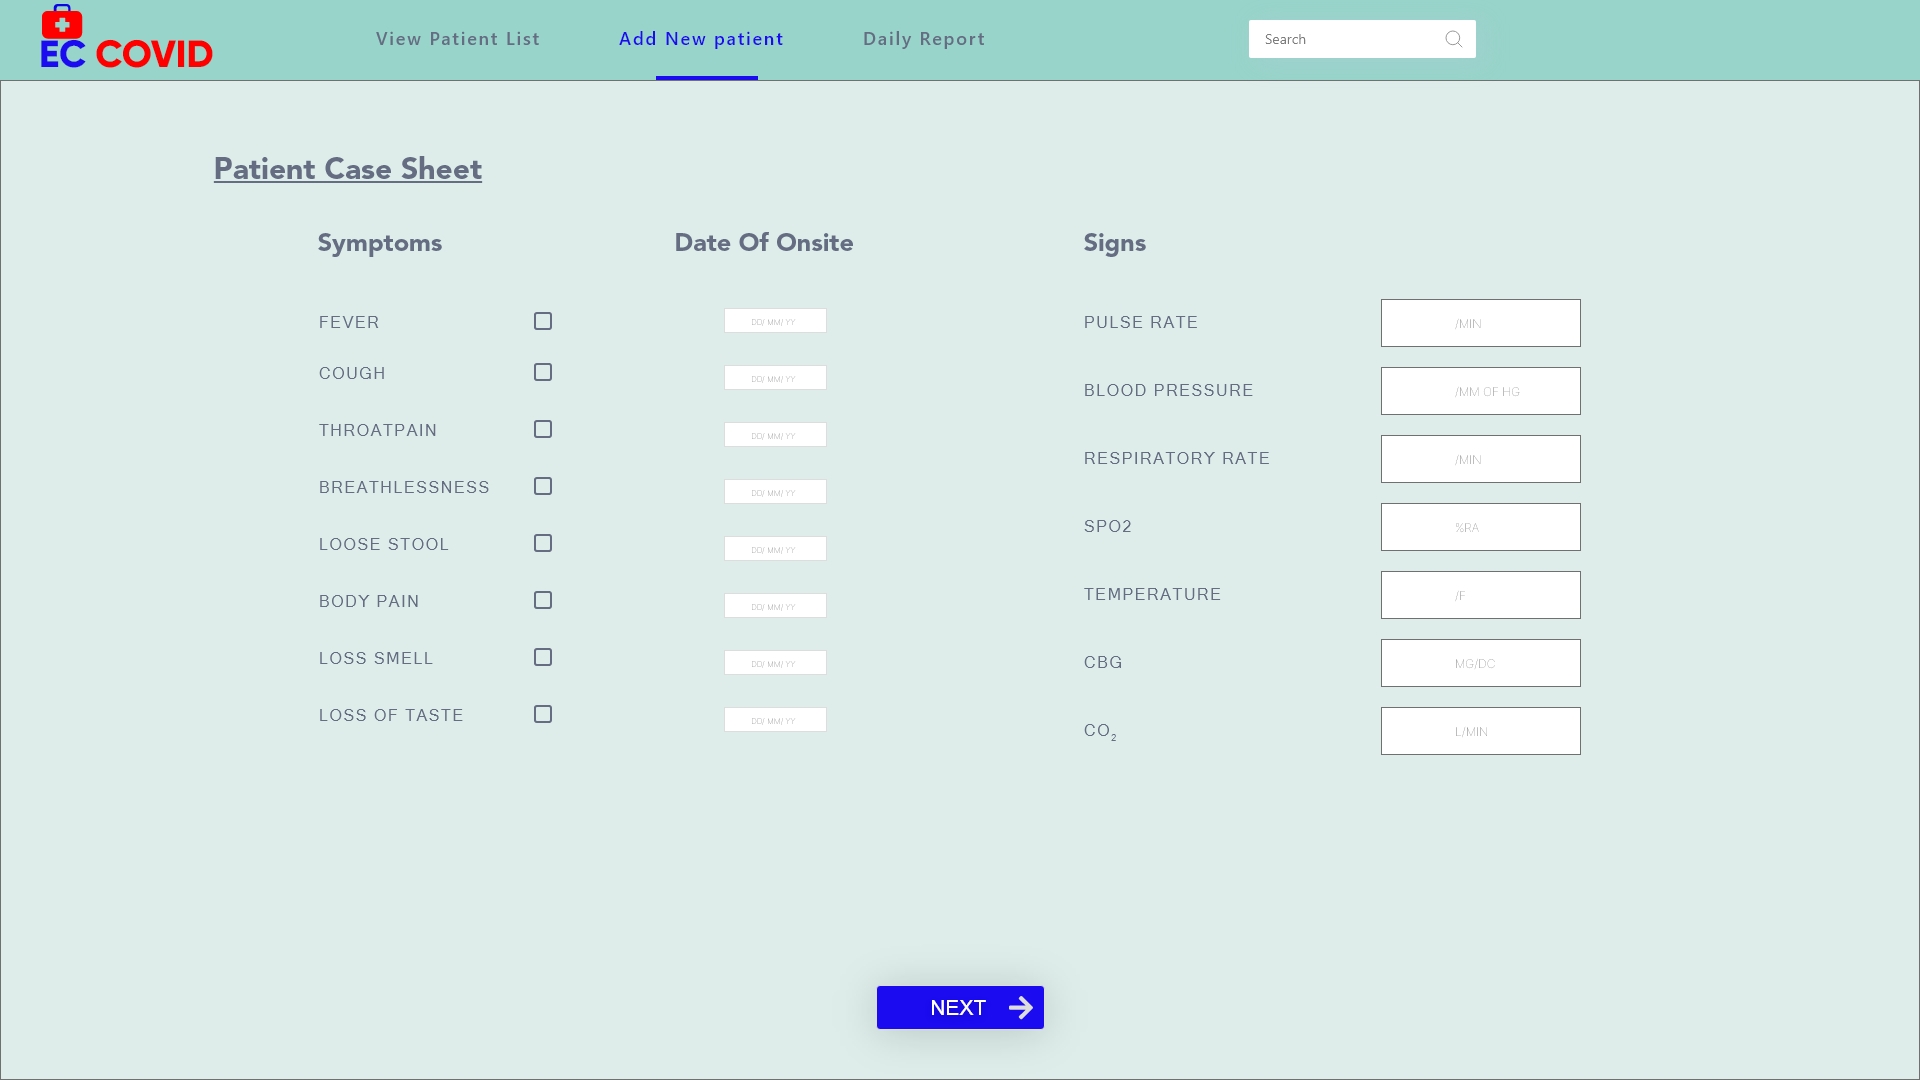 EC COVID
View Patient List
Add New patient
Daily Report
Search
Patient Case Sheet
Symptoms
Date Of Onsite
Signs
FEVER
DD/ MM/ YY
COUGH
DD/ MM/ YY
THROATPAIN
DD/ MM/ YY
BREATHLESSNESS
DD/ MM/ YY
LOOSE STOOL
DD/ MM/ YY
BODY PAIN
DD/ MM/ YY
LOSS SMELL
DD/ MM/ YY
LOSS OF TASTE
DD/ MM/ YY
PULSE RATE
/MIN
BLOOD PRESSURE
/MM OF HG
RESPIRATORY RATE
/MIN
SPO2
%RA
TEMPERATURE
/F
CBG
MG/DC
CO₂
L/MIN
NEXT